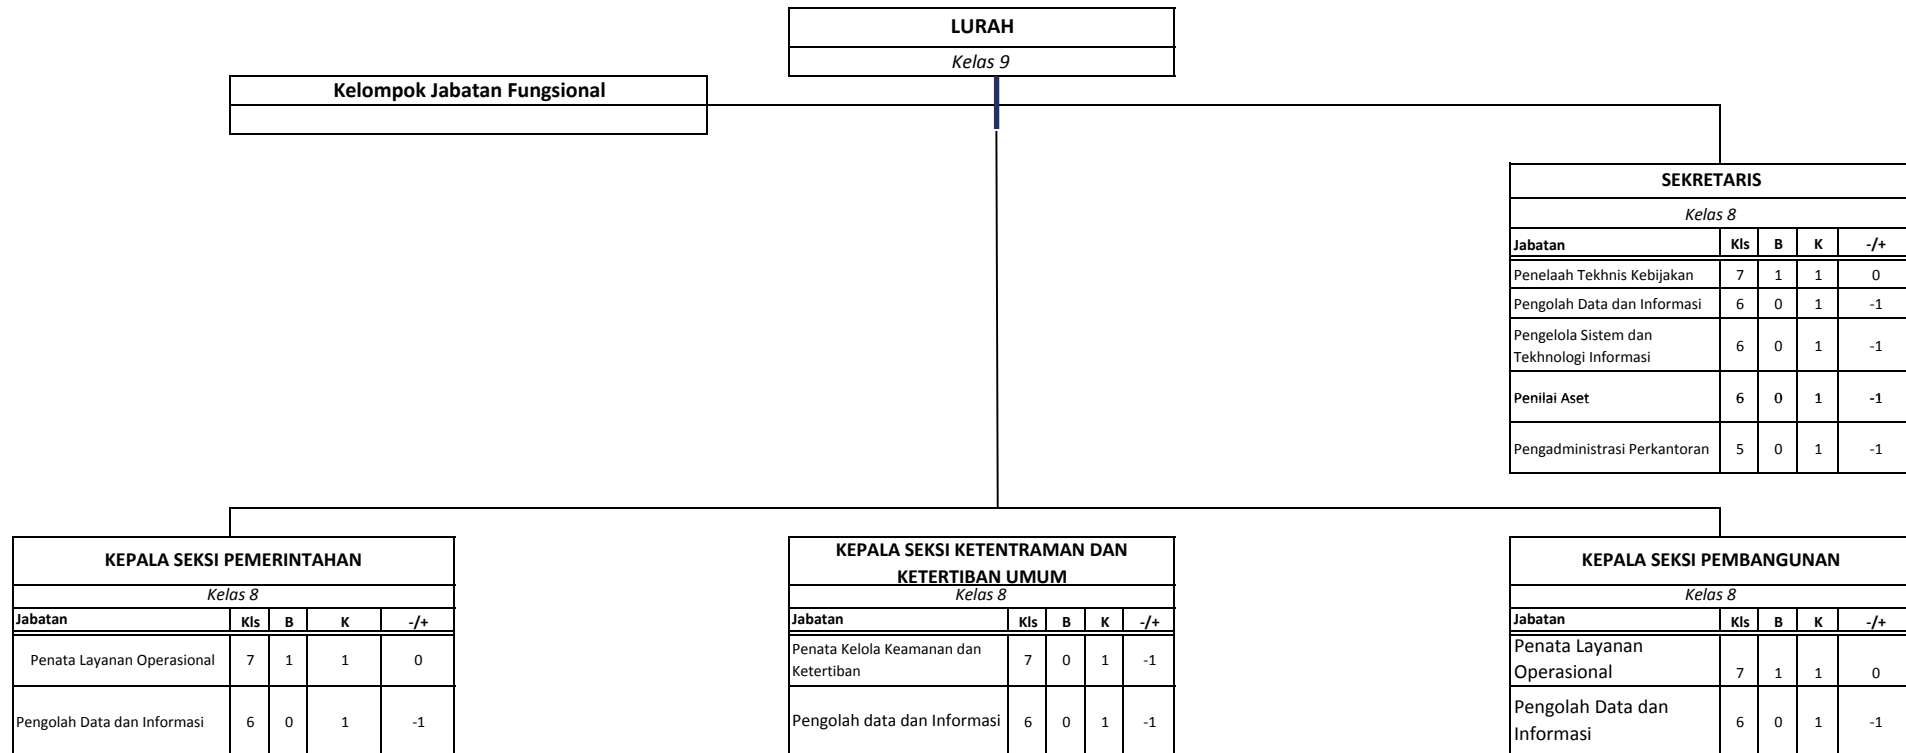 LURAH
Kelas 9
Kelompok Jabatan Fungsional
SEKRETARIS
Kelas 8
Jabatan Kls B K -/+
Penelaah Tekhnis Kebijakan 7 1 1 0
Pengolah Data dan Informasi 6 0 1 -1
Pengelola Sistem dan
Tekhnologi Informasi 6 0 1 -1
Penilai Aset 6 0 1 -1
Pengadministrasi Perkantoran 5 0 1 -1
KEPALA SEKSI PEMERINTAHAN
Kelas 8
Jabatan Kls B K -/+
Penata Layanan Operasional 7 1 1 0
Pengolah Data dan Informasi 6 0 1 -1
KEPALA SEKSI KETENTRAMAN DAN
KETERTIBAN UMUM
Kelas 8
Jabatan Kls B K -/+
Penata Kelola Keamanan dan
Ketertiban 7 0 1 -1
Pengolah data dan Informasi 6 0 1 -1
KEPALA SEKSI PEMBANGUNAN
Kelas 8
Jabatan Kls B K -/+
Penata Layanan
Operasional 7 1 1 0
Pengolah Data dan
Informasi 6 0 1 -1